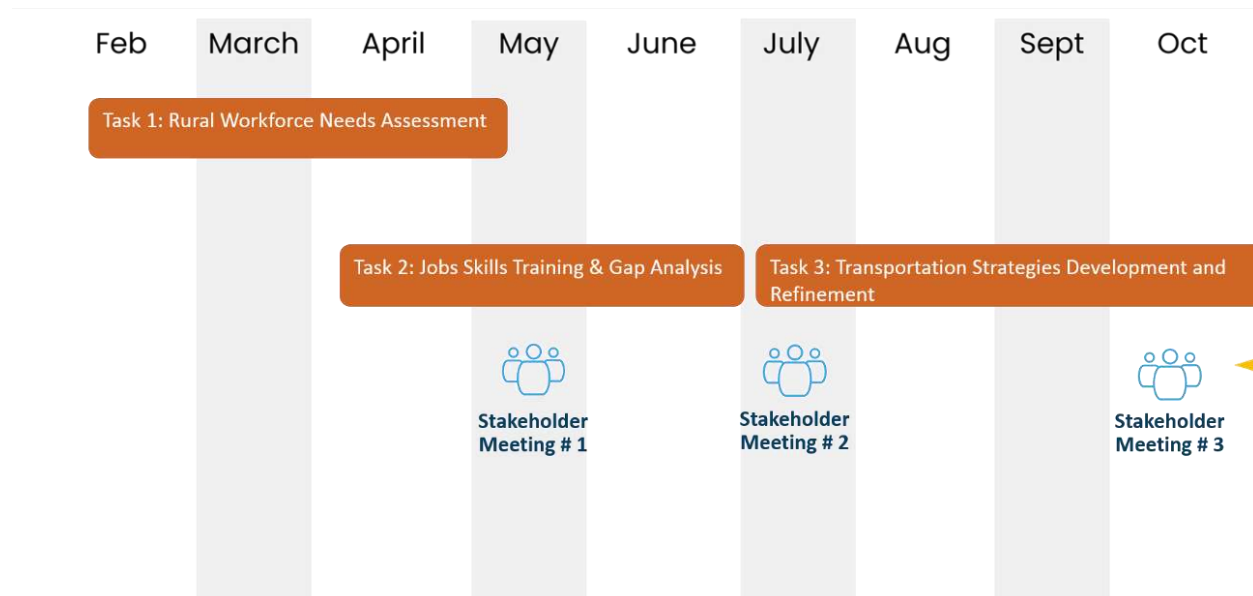 Feb March April May June July Aug Sept Oct
Task 1: Rural Workforce Needs Assessment
Task 2: Jobs Skills Training & Gap Analysis
Task 3: Transportation Strategies Development and
Refinement
Stakeholder
Meeting # 1
Stakeholder
Meeting # 2
Stakeholder
Meeting # 3